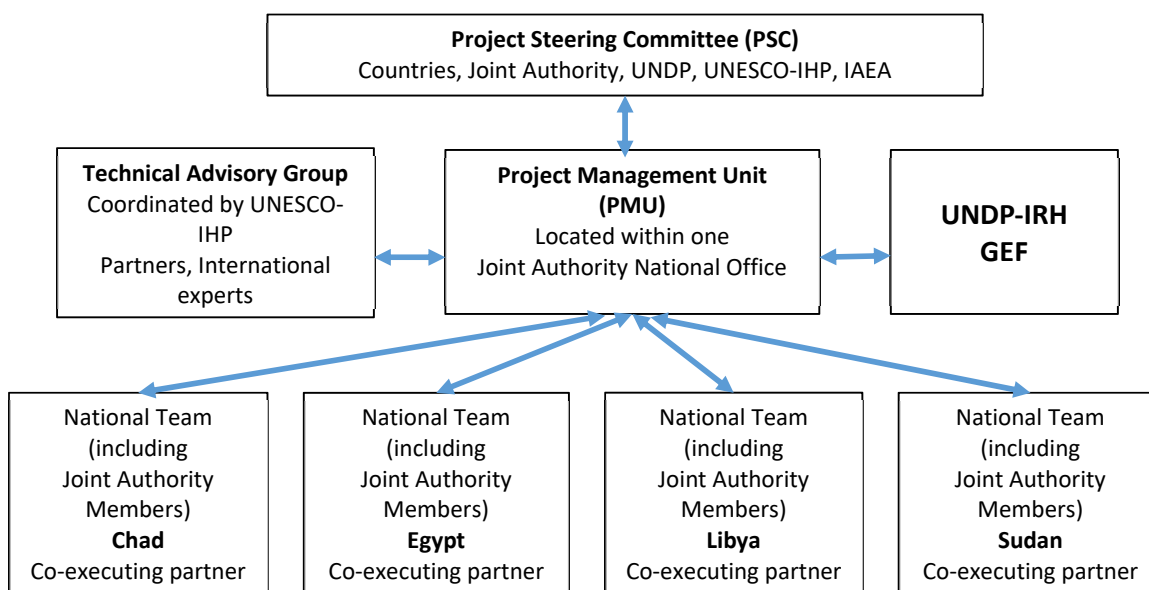 Project Steering Committee (PSC)
Countries, Joint Authority, UNDP, UNESCO-IHP, IAEA
Technical Advisory Group
Coordinated by UNESCO-
IHP
Partners, International
experts
Project Management Unit
(PMU)
Located within one
Joint Authority National Office
UNDP-IRH
GEF
National Team
(including
Joint Authority
Members)
Chad
Co-executing partner
National Team
(including
Joint Authority
Members)
Egypt
Co-executing partner
National Team
(including
Joint Authority
Members)
Libya
Co-executing partner
National Team
(including
Joint Authority
Members)
Sudan
Co-executing partner